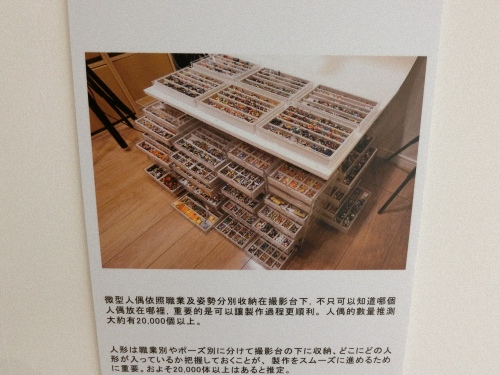 微型人偶依照職業及姿勢分別收納在撮影台下，不只可以知道哪個
人偶放在哪裡，重要的是可以讓製作過程更順利。人偶的數量推測
大約有20,000個以上。
人形は職業別やポーズ別に分けて撮影台の下に収納、どこにどの人
形が入っているか把握しておくことが、製作をスムーズに進めるため
に重要。およそ20,000体以上はあると推定。